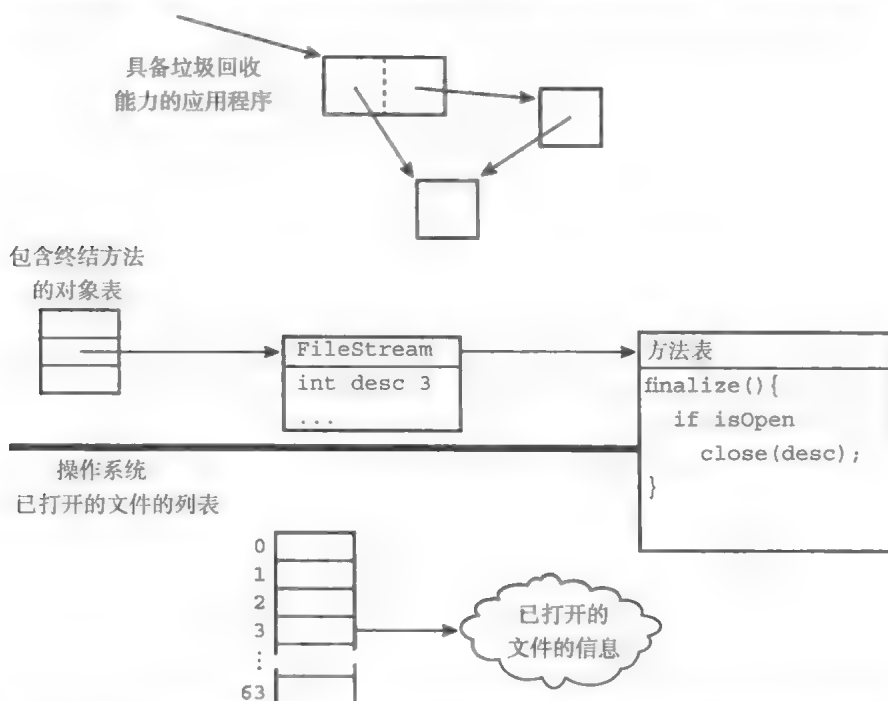 具备垃圾回收
能力的应用程序
包含终结方法
的对象表
FileStream
int desc 3
...
方法表
finalize(){
if isOpen
close(desc);
}
操作系统
已打开的文件的列表
0
1
2
3
⋮
63
已打开的
文件的信息